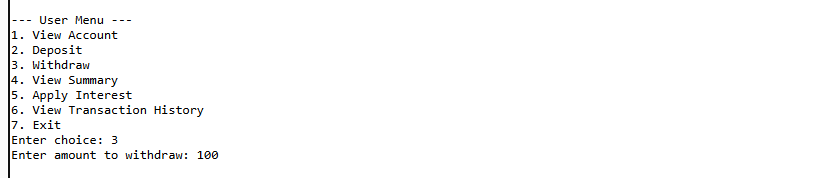 --- User Menu ---
1. View Account
2. Deposit
3. Withdraw
4. View Summary
5. Apply Interest
6. View Transaction History
7. Exit
Enter choice: 3
Enter amount to withdraw: 100